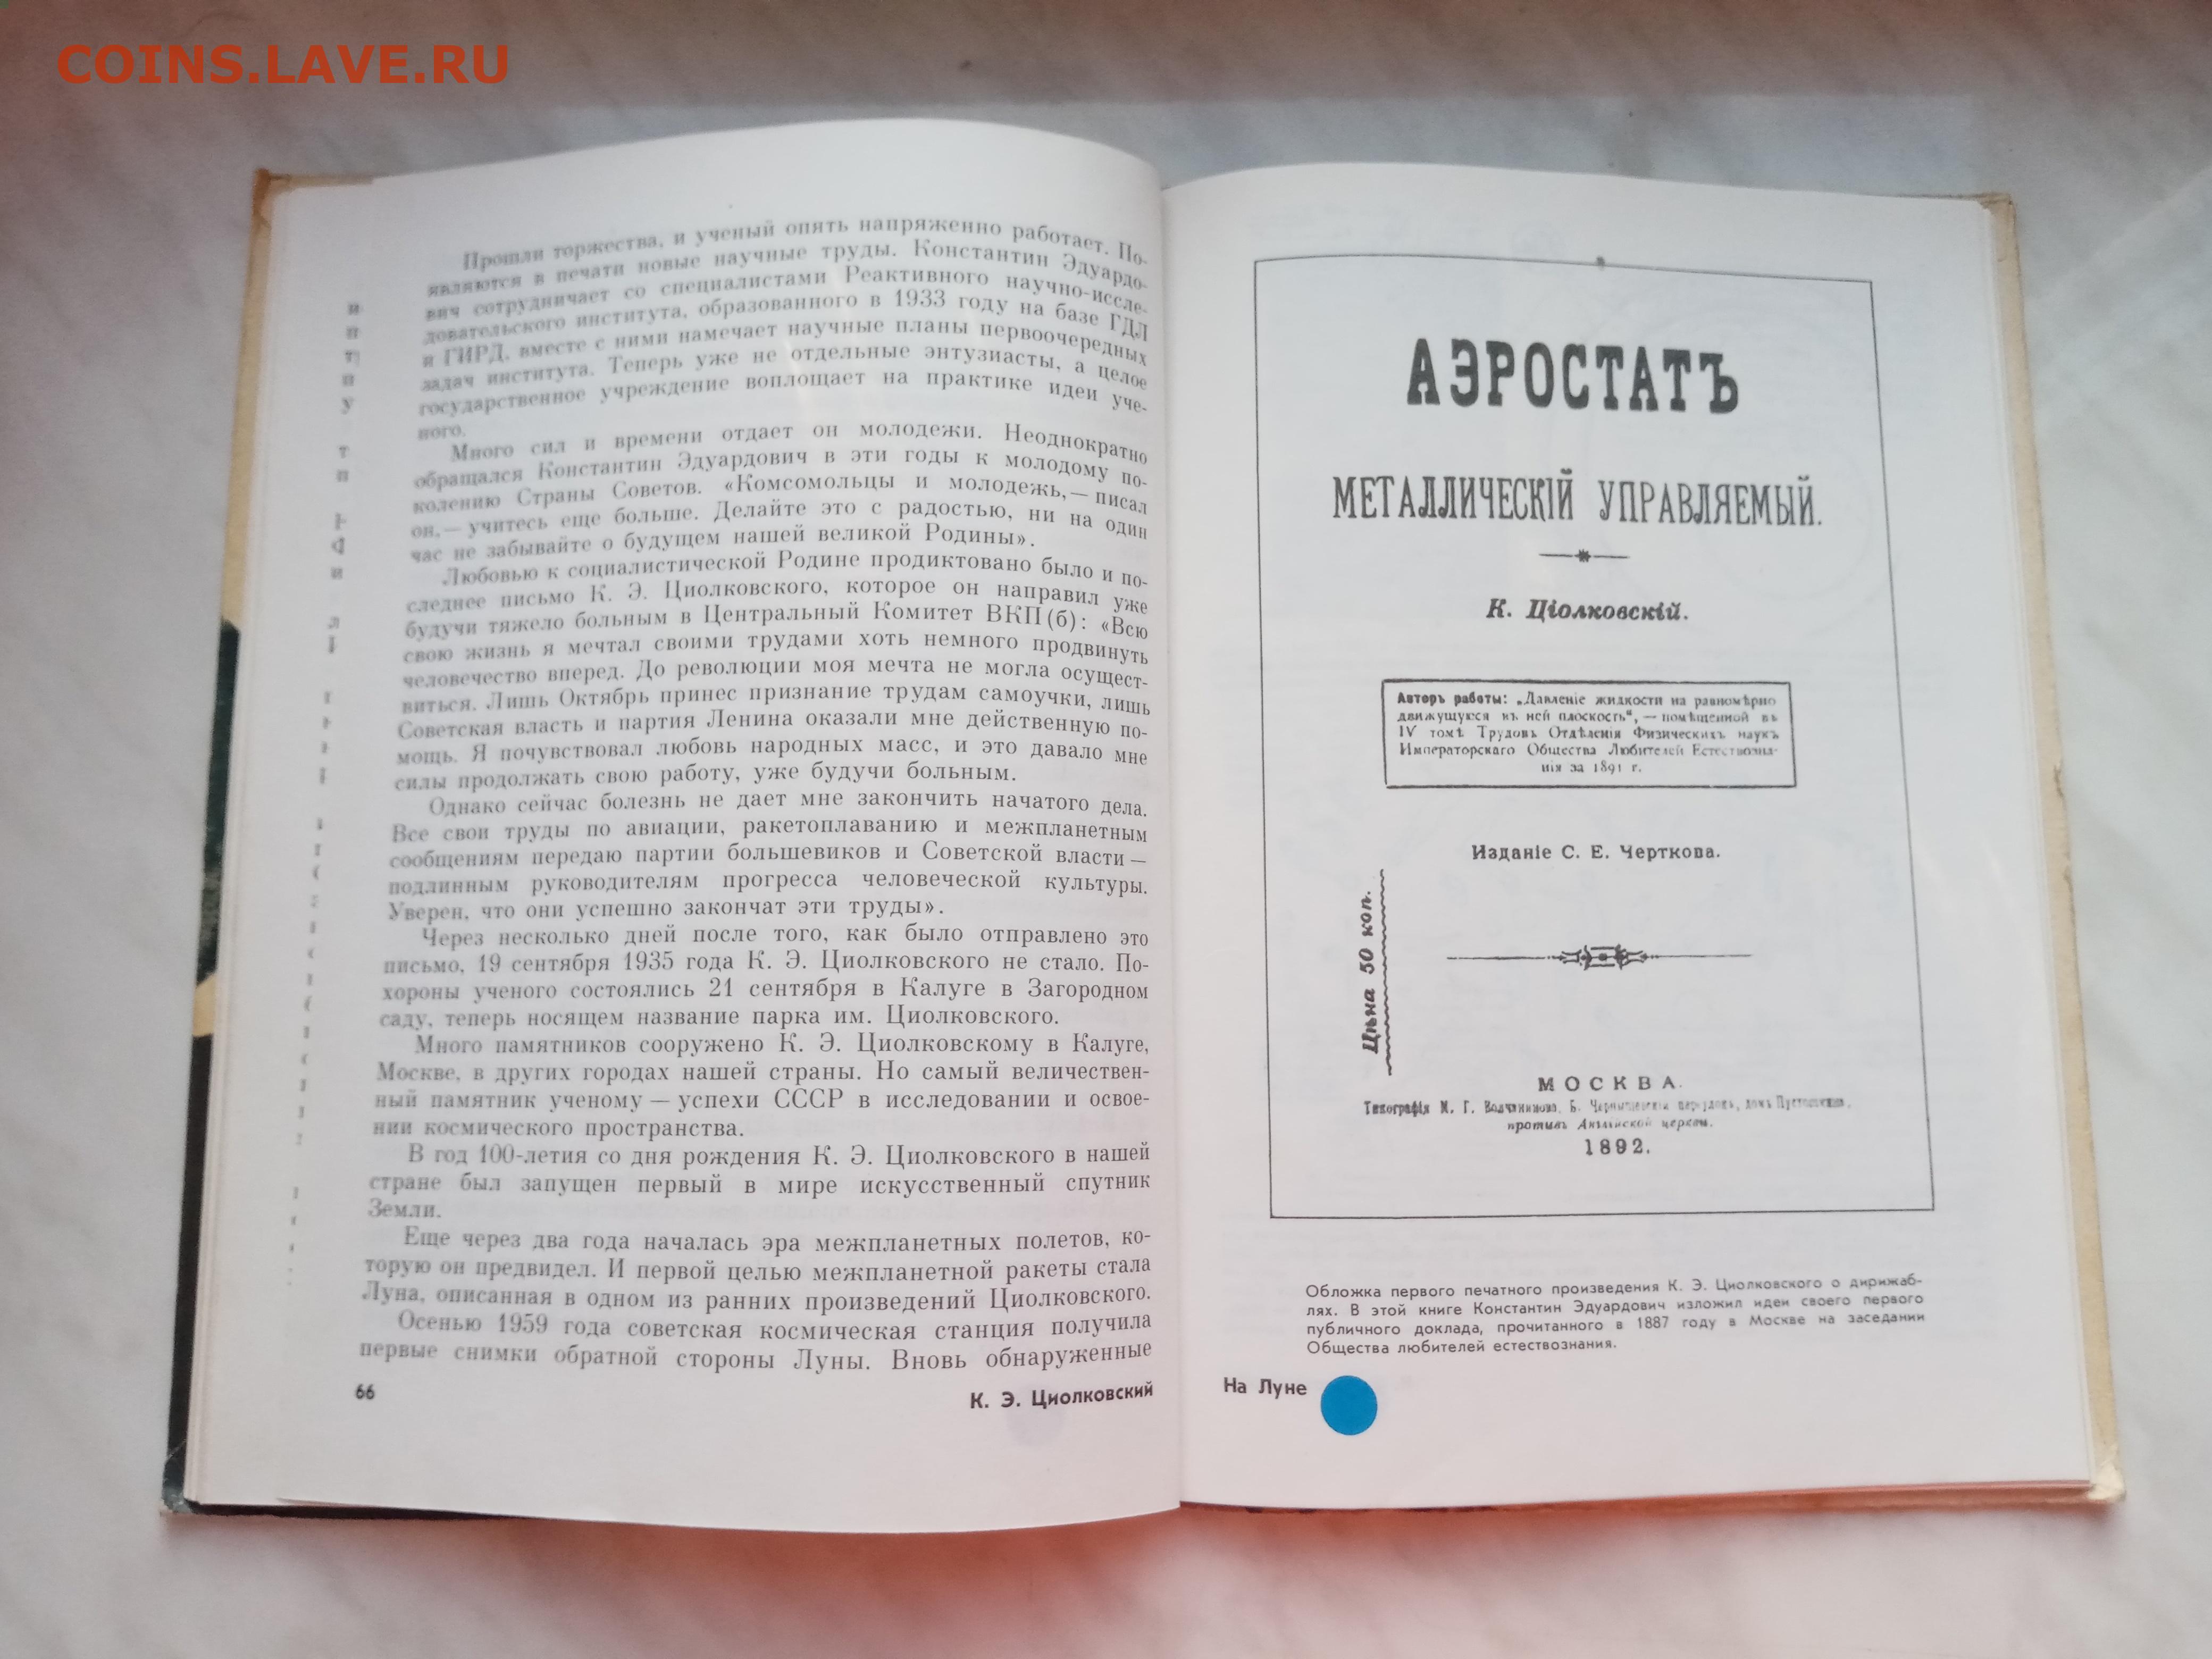 COINS.LAVE.RU
Прошли торжества, и ученый опять напряженно работает. По-
являются в печати новые научные труды. Константин Эдуардо-
вич сотрудничает со специалистами Реактивного научно-иссле-
довательского института, образованного в 1933 году на базе ГДЛ
и ГИРД, вместе с ними намечает научные планы первоочередных
задач института. Теперь уже не отдельные энтузиасты, а целое
государственное учреждение воплощает на практике идеи уче-
ного.
Много сил и времени отдает он молодежи. Неоднократно
обращался Константин Эдуардович в эти годы к молодому по-
колению Страны Советов. «Комсомольцы и молодежь,— писал
он,— учитесь еще больше. Делайте это с радостью, ни на один
час не забывайте о будущем нашей великой Родины».
Любовью к социалистической Родине продиктовано было и по-
следнее письмо К. Э. Циолковского, которое он направил уже
будучи тяжело больным в Центральный Комитет ВКП(б): «Всю
свою жизнь я мечтал своими трудами хоть немного продвинуть
человечество вперед. До революции моя мечта не могла осущест-
виться. Лишь Октябрь принес признание трудам самоучки, лишь
Советская власть и партия Ленина оказали мне действенную по-
мощь. Я почувствовал любовь народных масс, и это давало мне
силы продолжать свою работу, уже будучи больным.
Однако сейчас болезнь не дает мне закончить начатого дела.
Все свои труды по авиации, ракетоплаванию и межпланетным
сообщениям передаю партии большевиков и Советской власти —
подлинным руководителям прогресса человеческой культуры.
Уверен, что они успешно закончат эти труды».
Через несколько дней после того, как было отправлено это
письмо, 19 сентября 1935 года К. Э. Циолковского не стало. По-
хороны ученого состоялись 21 сентября в Калуге в Загородном
саду, теперь носящем название парка им. Циолковского.
Много памятников сооружено К. Э. Циолковскому в Калуге,
Москве, в других городах нашей страны. Но самый величествен-
ный памятник ученому — успехи СССР в исследовании и освое-
нии космического пространства.
В год 100-летия со дня рождения К. Э. Циолковского в нашей
стране был запущен первый в мире искусственный спутник
Земли.
Еще через два года началась эра межпланетных полетов, ко-
торую он предвидел. И первой целью межпланетной ракеты стала
Луна, описанная в одном из ранних произведений Циолковского.
Осенью 1959 года советская космическая станция получила
первые снимки обратной стороны Луны. Вновь обнаруженные
66
К. Э. Циолковский
АЭРОСТАТЪ
МЕТАЛЛИЧЕСКІЙ УПРАВЛЯЕМЫЙ.
К. Ціолковскій.
Авторъ работы: „Давленіе жидкости на равномѣрно
движущуюся въ ней плоскость“, — помѣщенной въ
IV томѣ Трудовъ Отдѣленія Физическихъ наукъ
Императорскаго Общества Любителей Естествозна-
нія за 1891 г.
Изданіе С. Е. Черткова.
Цѣна 50 коп.
МОСКВА.
Типографія М. Г. Волчанинова, Б. Чернышевскій переулокъ, домъ
противъ Англійской церкви.
1892.
Обложка первого печатного произведения К. Э. Циолковского о дирижаб-
лях. В этой книге Константин Эдуардович изложил идеи своего первого
публичного доклада, прочитанного в 1887 году в Москве на заседании
Общества любителей естествознания.
На Луне